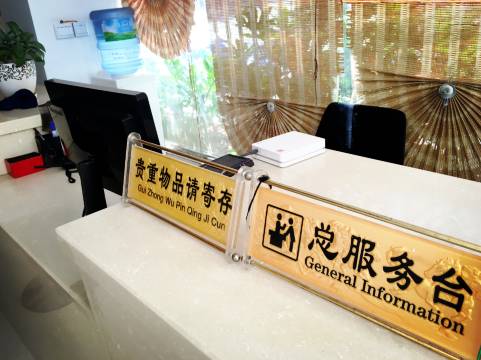 贵重物品请寄存
Gui Zhong Wu Pin Qing Ji Cun
总服务台
General Information